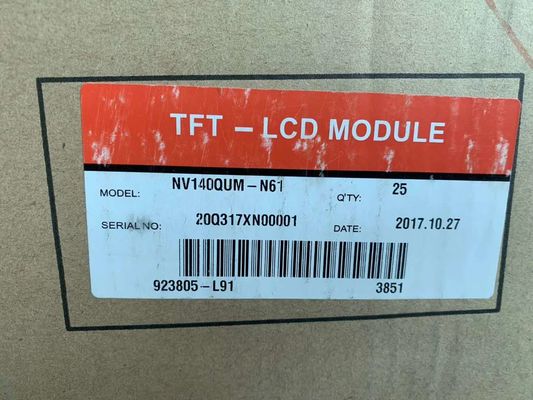 TFT – LCD MODULE
MODEL: NV140QUM – N61 Q'TY: 25
SERIAL NO: 20Q317XN00001 DATE: 2017.10.27
923805 – L91 3851